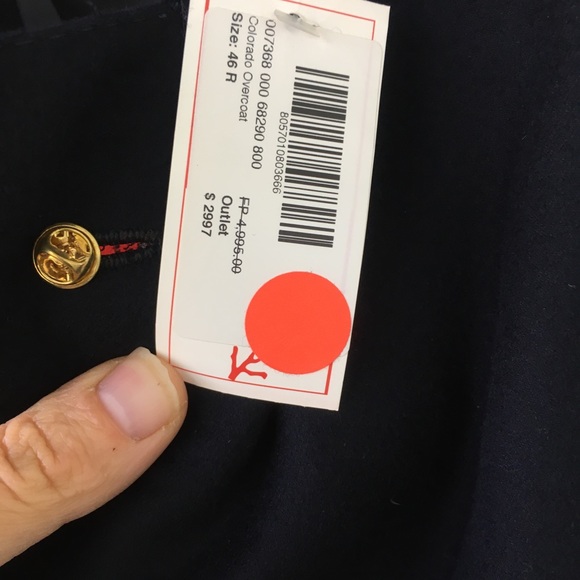 007368 000 68290 800
Colorado Overcoat
Size: 46 R
8057010803666
FP 4,995.00
Outlet
$ 2997